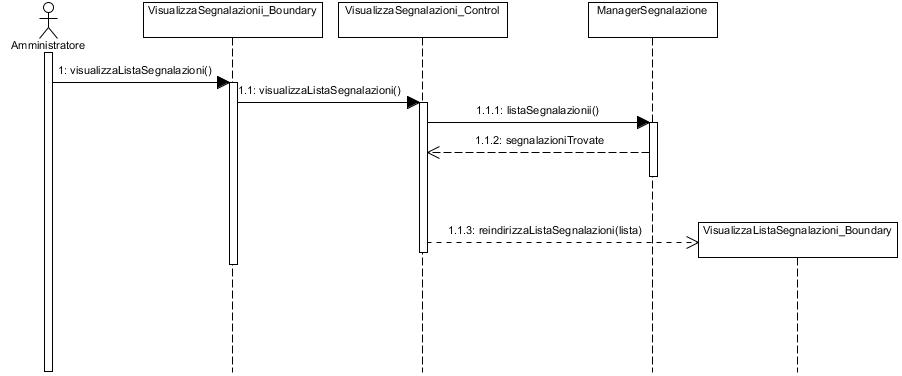 VisualizzaSegnalazionii_Boundary
VisualizzaSegnalazioni_Control
ManagerSegnalazione
Amministratore
1: visualizzaListaSegnalazioni()
1.1: visualizzaListaSegnalazioni()
1.1.1: listaSegnalazionii()
1.1.2: segnalazioniTrovate
1.1.3: reindirizzaListaSegnalazioni(lista)
VisualizzaListaSegnalazioni_Boundary